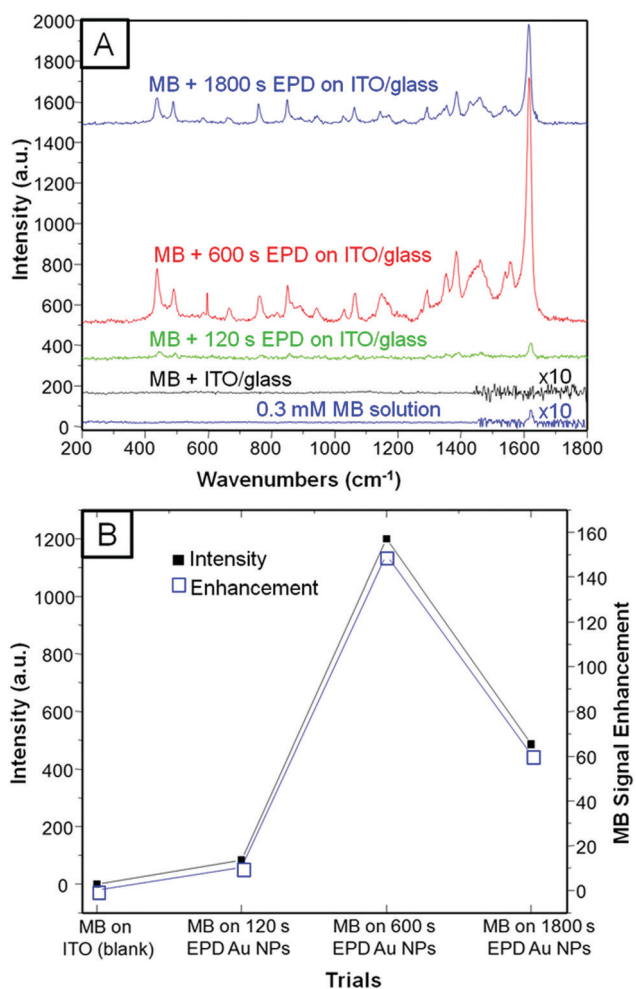 A
2000
1800
1600
1400
1200
1000
800
600
400
200
0
Intensity (a.u.)
MB + 1800 s EPD on ITO/glass
MB + 600 s EPD on ITO/glass
MB + 120 s EPD on ITO/glass
MB + ITO/glass
x10
0.3 mM MB solution
x10
200 400 600 800 1000 1200 1400 1600 1800
Wavenumbers (cm⁻¹)
B
1200
1000
800
600
400
200
0
Intensity (a.u.)
Intensity
Enhancement
160
140
120
100
80
60
40
20
0
MB Signal Enhancement
MB on MB on 120 s MB on 600 s MB on 1800 s
ITO (blank) EPD Au NPs EPD Au NPs EPD Au NPs
Trials